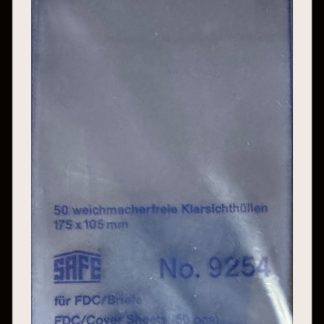 50 weichmacherfreie Klarsichthüllen
175 x 105 mm
SAFE No. 9254
für FDC/Briefe
FDC/Cover Sheets (50 pcs)